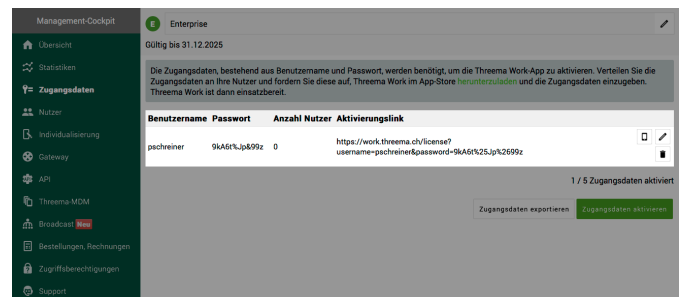 Management-Cockpit
Übersicht
Statistiken
Zugangsdaten
Nutzer
Individualisierung
Gateway
API
Threema-MDM
Broadcast Neu
Bestellungen, Rechnungen
Zugriffsberechtigungen
Support
E Enterprise
Gültig bis 31.12.2025
Die Zugangsdaten, bestehend aus Benutzername und Passwort, werden benötigt, um die Threema Work-App zu aktivieren. Verteilen Sie die
Zugangsdaten an Ihre Nutzer und fordern Sie diese auf, Threema Work im App-Store herunterzuladen und die Zugangsdaten einzugeben.
Threema Work ist dann einsatzbereit.
Benutzername Passwort Anzahl Nutzer Aktivierungslink
pschreiner 9kA6t%Jp&99z 0 https://work.threema.ch/license?
username=pschreiner&password=9kA6t%25Jp%2699z
1 / 5 Zugangsdaten aktiviert
Zugangsdaten exportieren Zugangsdaten aktivieren